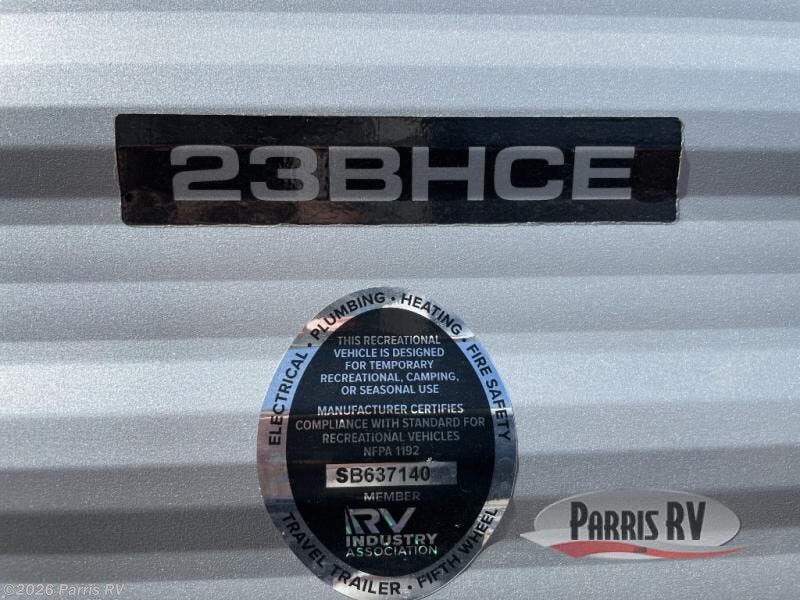 23BHCE
ELECTRICAL • PLUMBING • HEATING • FIRE SAFETY
THIS RECREATIONAL
VEHICLE IS DESIGNED
FOR TEMPORARY
RECREATIONAL, CAMPING,
OR SEASONAL USE
MANUFACTURER CERTIFIES
COMPLIANCE WITH STANDARD FOR
RECREATIONAL VEHICLES
NFPA 1192
SB637140
MEMBER
RV
INDUSTRY
ASSOCIATION
TRAVEL TRAILER • FIFTH WHEEL
PARRIS RV
©2026 Parris RV